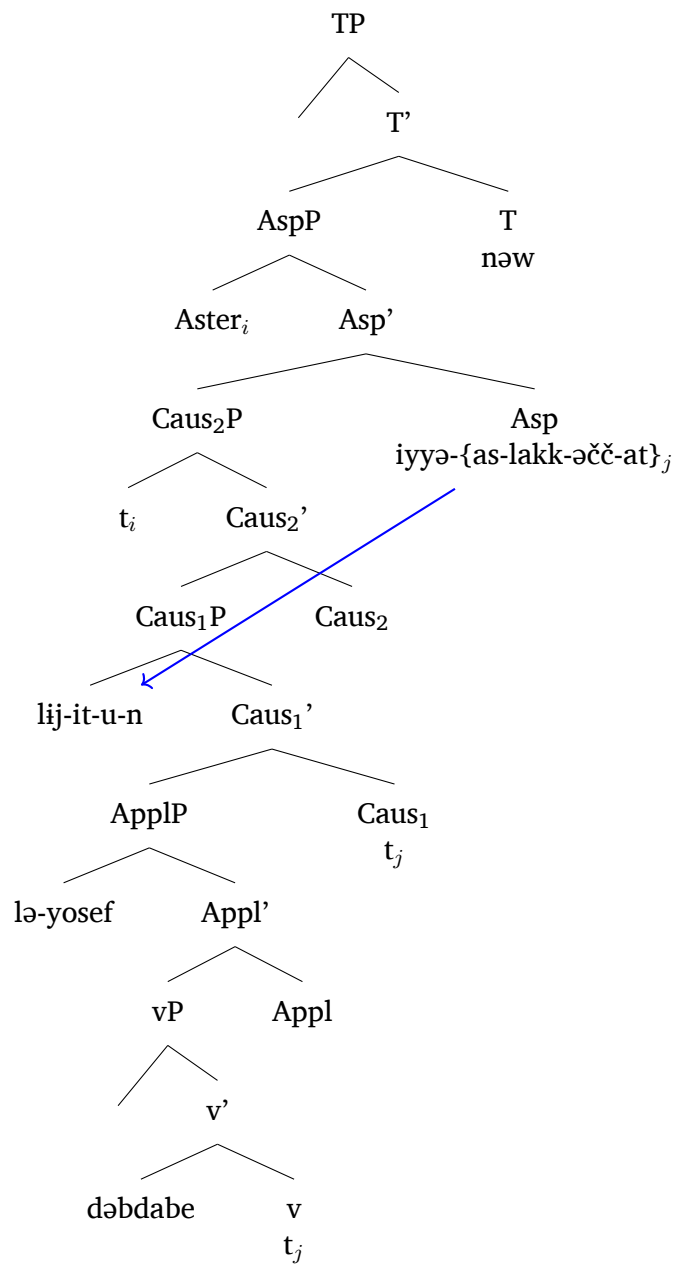 TP
T’
AspP T
nəw
Asterᵢ Asp’
Caus₂P Asp
iyyə-{as-lakk-əčč-at}ⱼ
tᵢ Caus₂’
Caus₁P Caus₂
lɨj-it-u-n Caus₁’
ApplP Caus₁
tⱼ
lə-yosef Appl’
vP Appl
v’
dəbdabe v
tⱼ